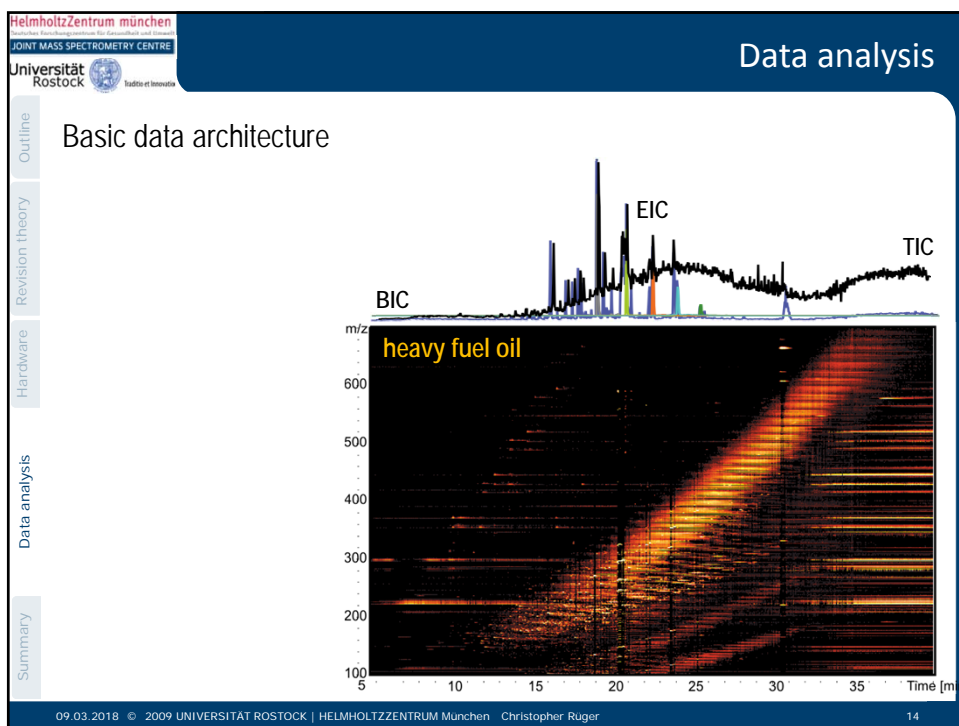 HelmholtzZentrum münchen
Deutsches Forschungszentrum für Gesundheit und Umwelt
JOINT MASS SPECTROMETRY CENTRE
Universität
Rostock
Traditio et Innovatio
Data analysis
Outline
Revision theory
Hardware
Data analysis
Summary
Basic data architecture
EIC
TIC
BIC
m/z
heavy fuel oil
600
500
400
300
200
100
5 10 15 20 25 30 35 Time [mi
09.03.2018 © 2009 UNIVERSITÄT ROSTOCK | HELMHOLTZZENTRUM München Christopher Rüger 14